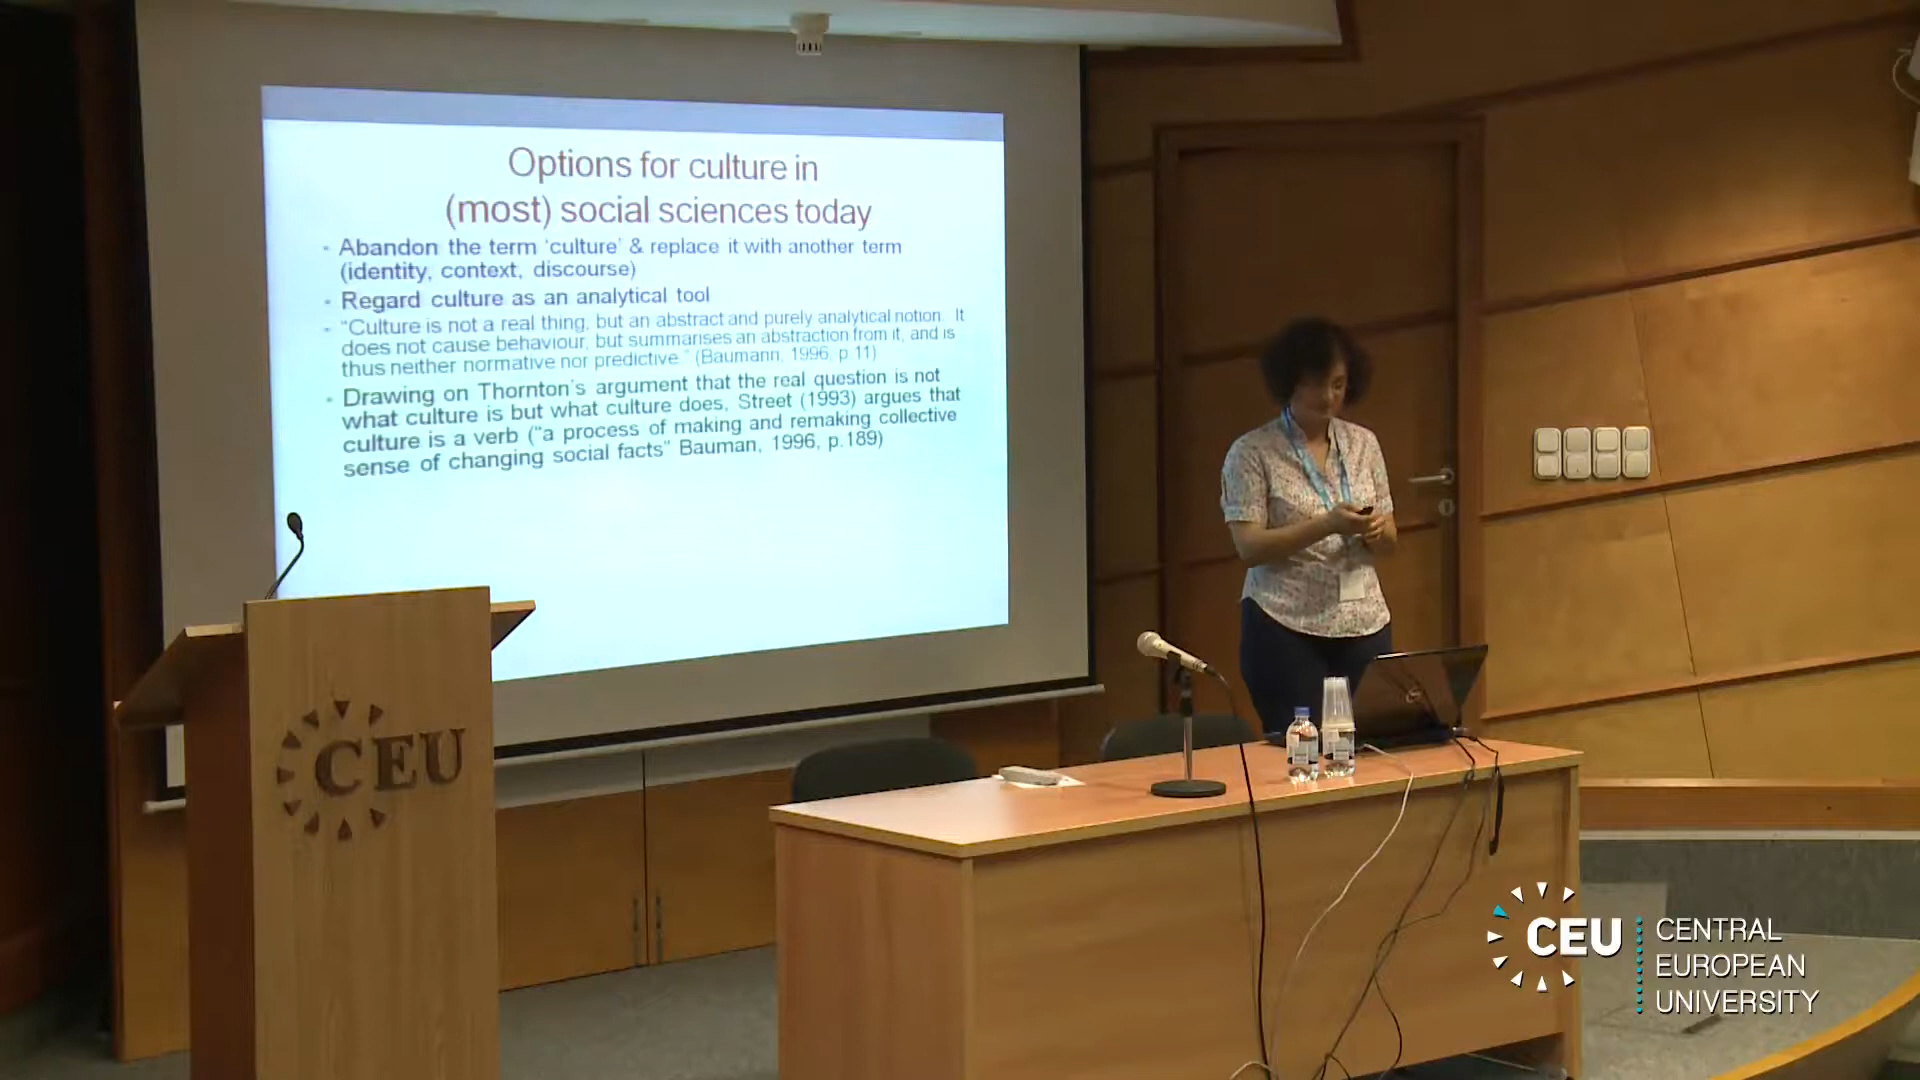 Options for culture in
(most) social sciences today
• Abandon the term 'culture' & replace it with another term
(identity, context, discourse)
• Regard culture as an analytical tool
• "Culture is not a real thing, but an abstract and purely analytical notion. It
does not cause behaviour, but summarises an abstraction from it, and is
thus neither normative nor predictive." (Baumann, 1996, p 11)
• Drawing on Thornton's argument that the real question is not
what culture is but what culture does, Street (1993) argues that
culture is a verb ("a process of making and remaking collective
sense of changing social facts" Bauman, 1996, p.189)
CEU
CEU
CENTRAL
EUROPEAN
UNIVERSITY